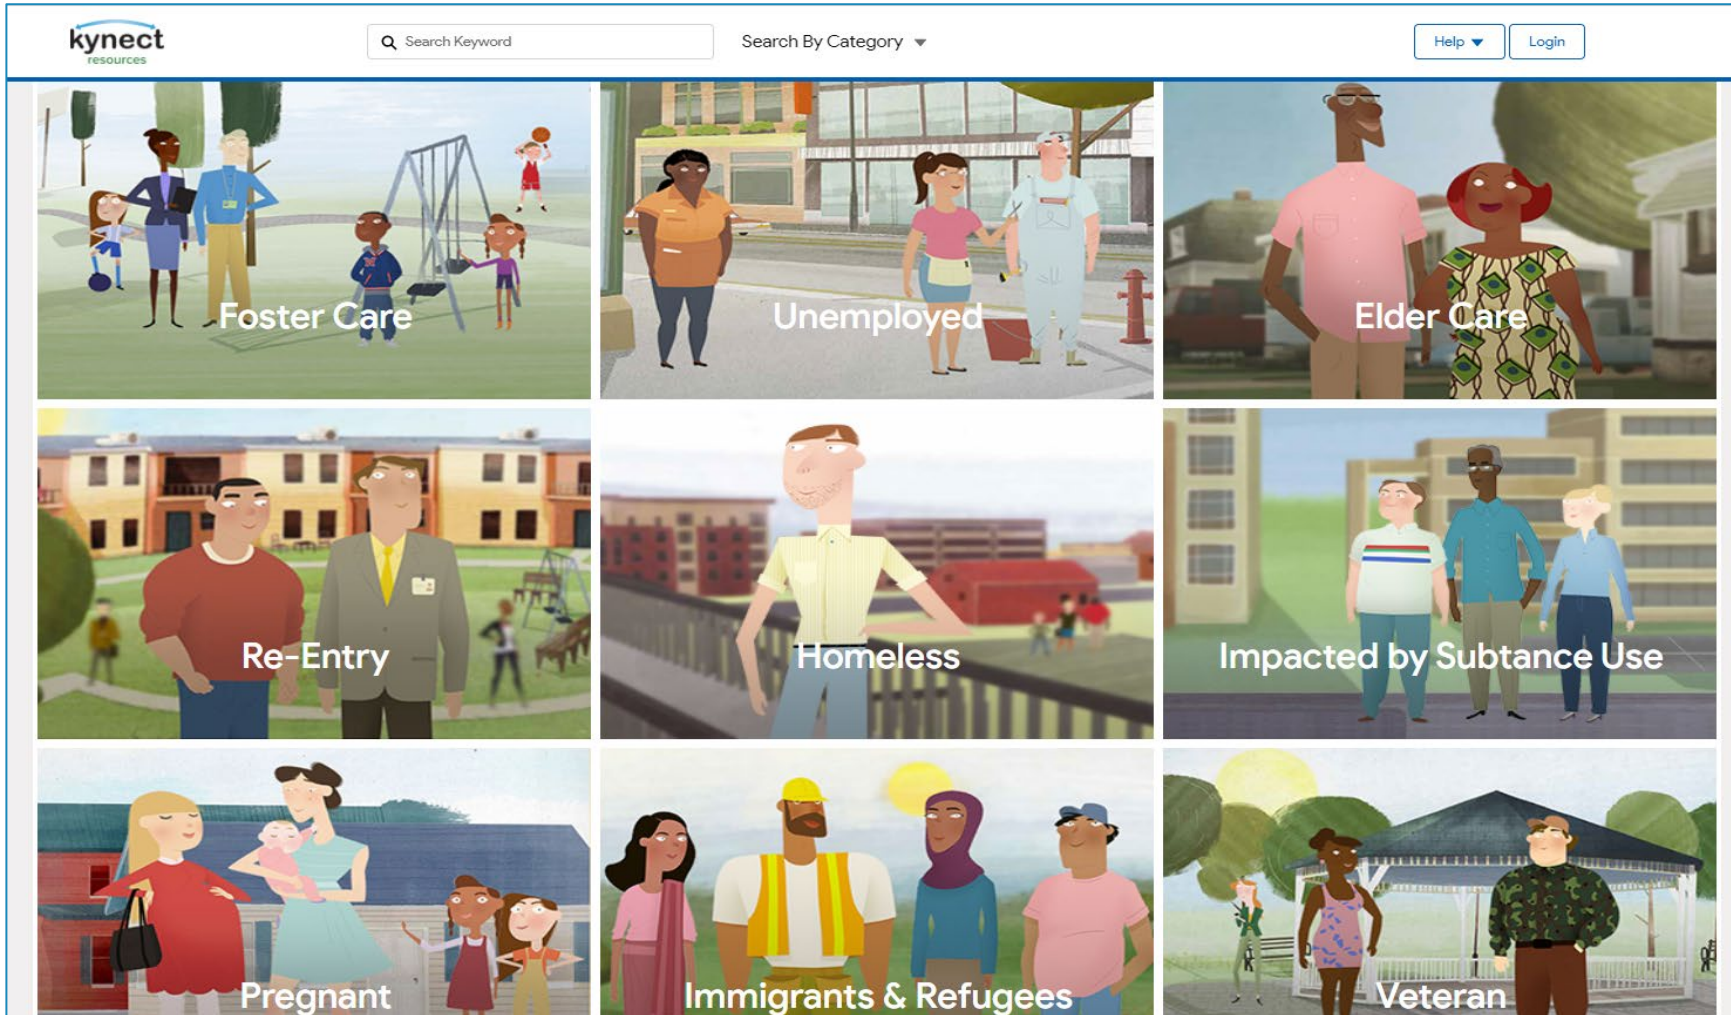 kynect
resources
Search Keyword
Search By Category
Help
Login
Foster Care
Unemployed
Elder Care
Re-Entry
Homeless
Impacted by Subtance Use
Pregnant
Immigrants & Refugees
Veteran